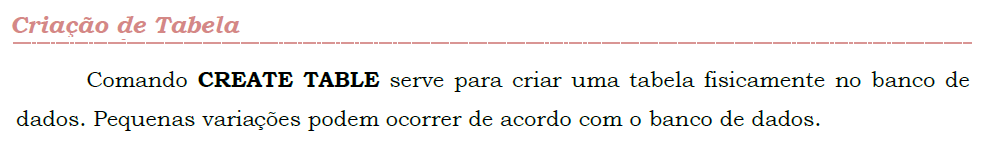 Criação de Tabela
Comando CREATE TABLE serve para criar uma tabela fisicamente no banco de
dados. Pequenas variações podem ocorrer de acordo com o banco de dados.